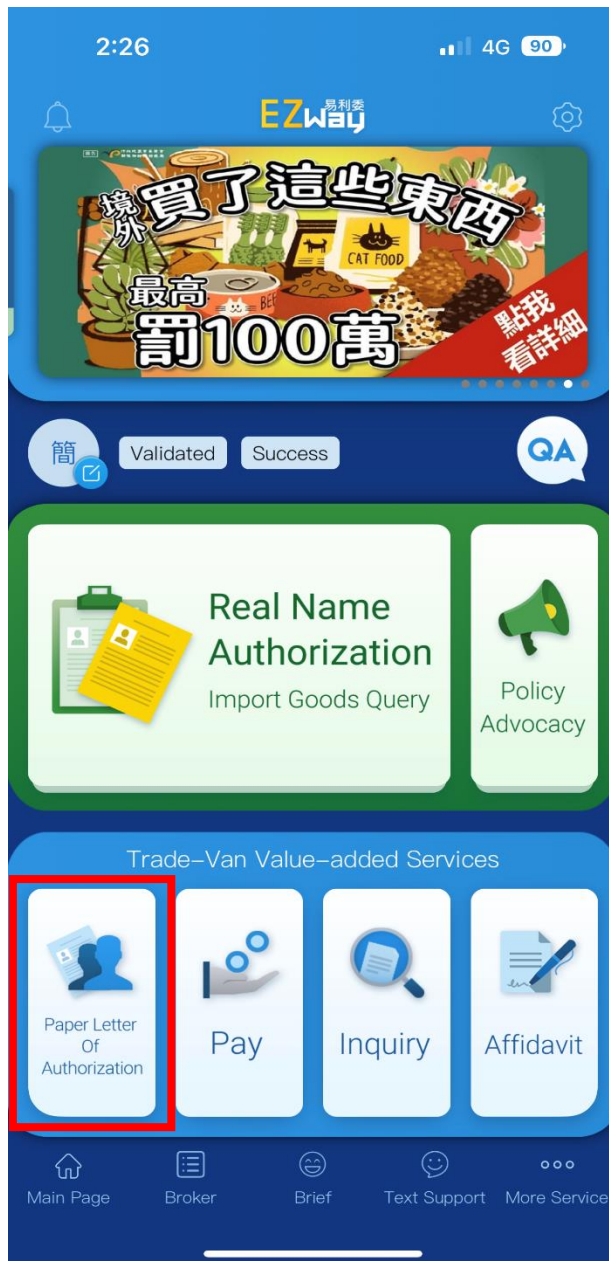 2:26
4G 90
EZway 易利委
境外 買了這些東西
CAT FOOD
最高
罰100萬
點我
看詳細
簡
Validated
Success
QA
Real Name
Authorization
Import Goods Query
Policy
Advocacy
Trade-Van Value-added Services
Paper Letter
Of
Authorization
Pay
Inquiry
Affidavit
Main Page
Broker
Brief
Text Support
More Service